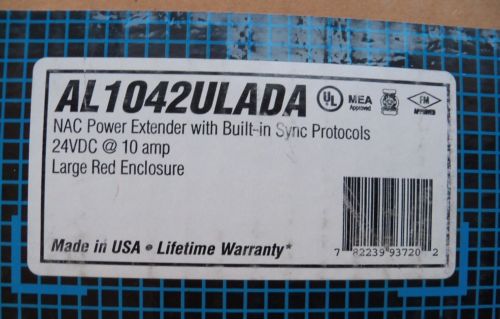 AL1042ULADA
UL MEA Approved FM APPROVED
NAC Power Extender with Built-in Sync Protocols
24VDC @ 10 amp
Large Red Enclosure
Made in USA • Lifetime Warranty*
7 82239 93720 2